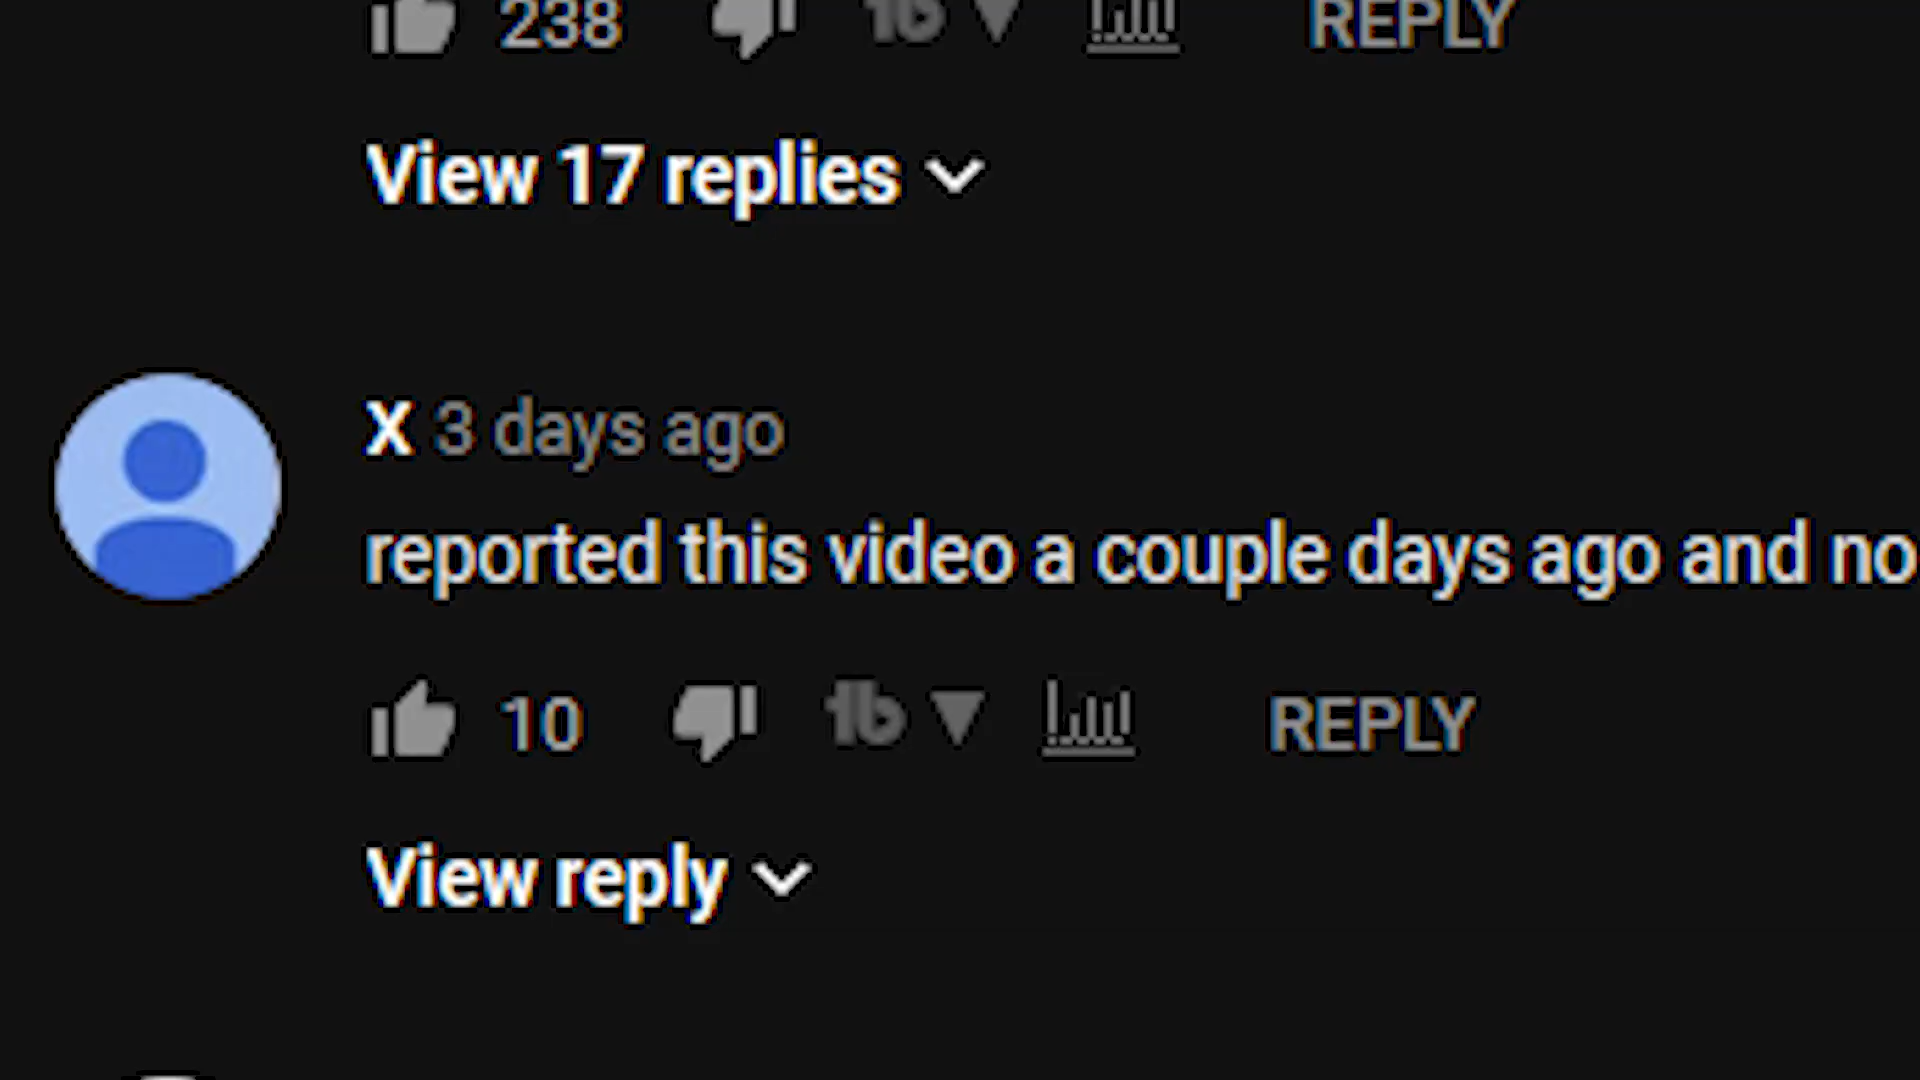 238 REPLY
View 17 replies
X 3 days ago
reported this video a couple days ago and no
10 tb REPLY
View reply